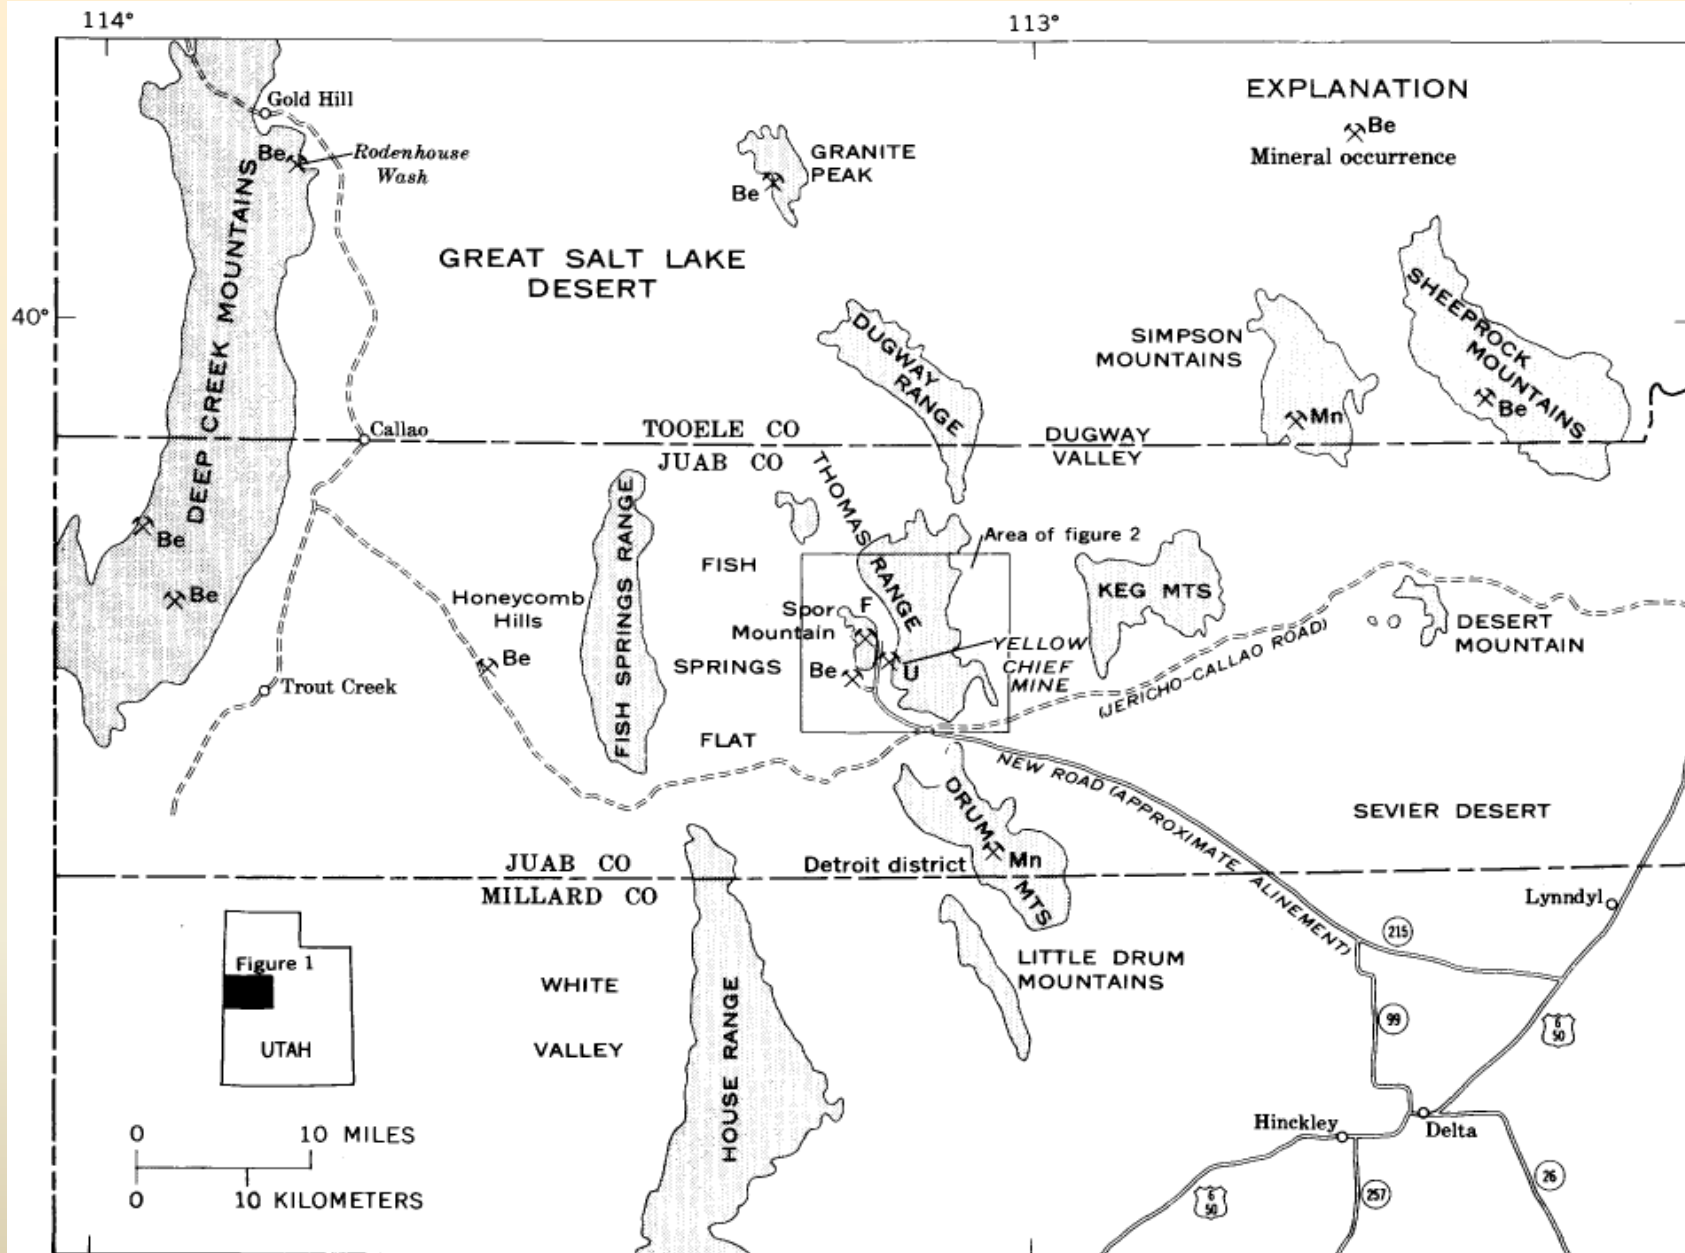 114°
113°
EXPLANATION
Be
Mineral occurrence
Gold Hill
Be
Rodenhouse
Wash
GRANITE
PEAK
Be
GREAT SALT LAKE
DESERT
40°
DEEP CREEK MOUNTAINS
DUGWAY
RANGE
SIMPSON
MOUNTAINS
SHEEPROCK
MOUNTAINS
Be
Mn
Callao
TOOELE CO
JUAB CO
DUGWAY
VALLEY
THOMAS RANGE
Be
Be
FISH SPRINGS RANGE
Area of figure 2
FISH
SPRINGS
FLAT
Honeycomb
Hills
Be
Spor
Mountain
F
Be
U
YELLOW
CHIEF
MINE
KEG MTS
DESERT
MOUNTAIN
(JERICHO-CALLAO ROAD)
Trout Creek
NEW ROAD (APPROXIMATE ALINEMENT)
SEVIER DESERT
DRUM
MTS
Mn
Detroit district
JUAB CO
MILLARD CO
Lynndyl
215
LITTLE DRUM
MOUNTAINS
Figure 1
UTAH
WHITE
VALLEY
HOUSE RANGE
99
6
50
Hinckley
Delta
0 10 MILES
0 10 KILOMETERS
6
50
257
26